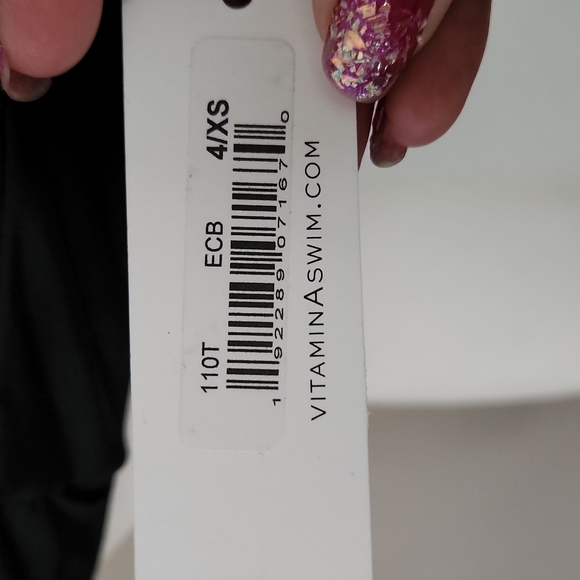 110T ECB 4/XS
1 92289 07167 0
VITAMINASWIM.COM